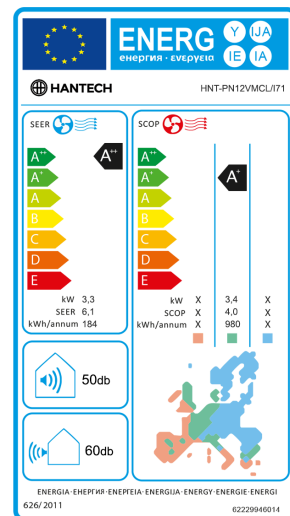 ENERG Y IJA
енергия · ενεργεια IE IA
HANTECH HNT-PN12VMCL/I71
SEER SCOP
A++ A++ A++
A+ A+ A+
A A
B B
C C
D D
E E
kW 3,3 kW X 3,4 X
SEER 6,1 SCOP X 4,0 X
kWh/annum 184 kWh/annum X 980 X
50db
60db
ENERGIA·ЕНЕРГИЯ·ΕΝΕΡΓΕΙΑ·ENERGIJA·ENERGY·ENERGIE·ENERGI
626/ 2011 62229946014